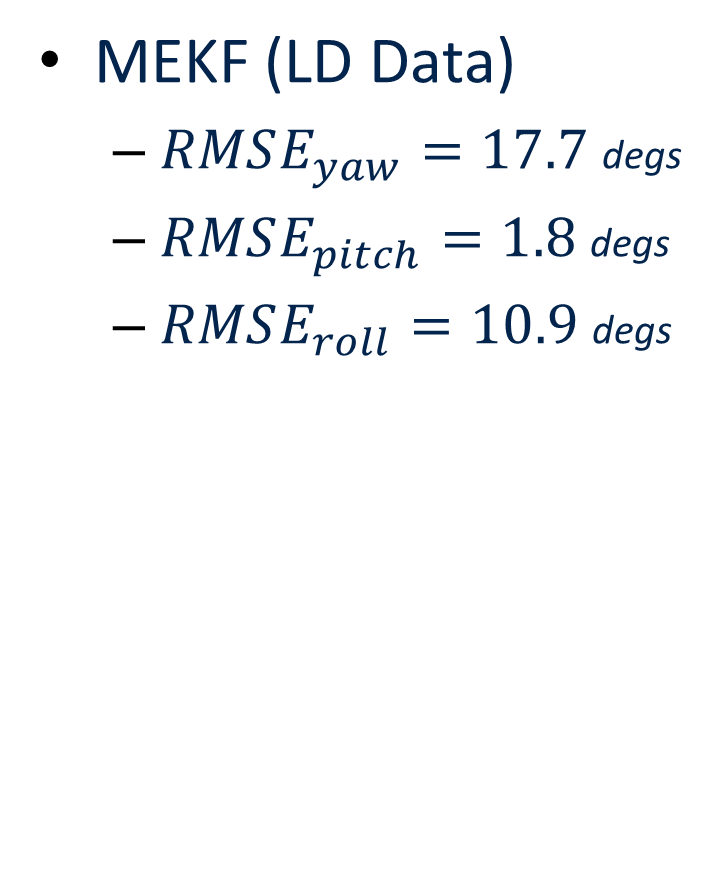 • MEKF (LD Data)
– RMSE_yaw = 17.7 degs
– RMSE_pitch = 1.8 degs
– RMSE_roll = 10.9 degs